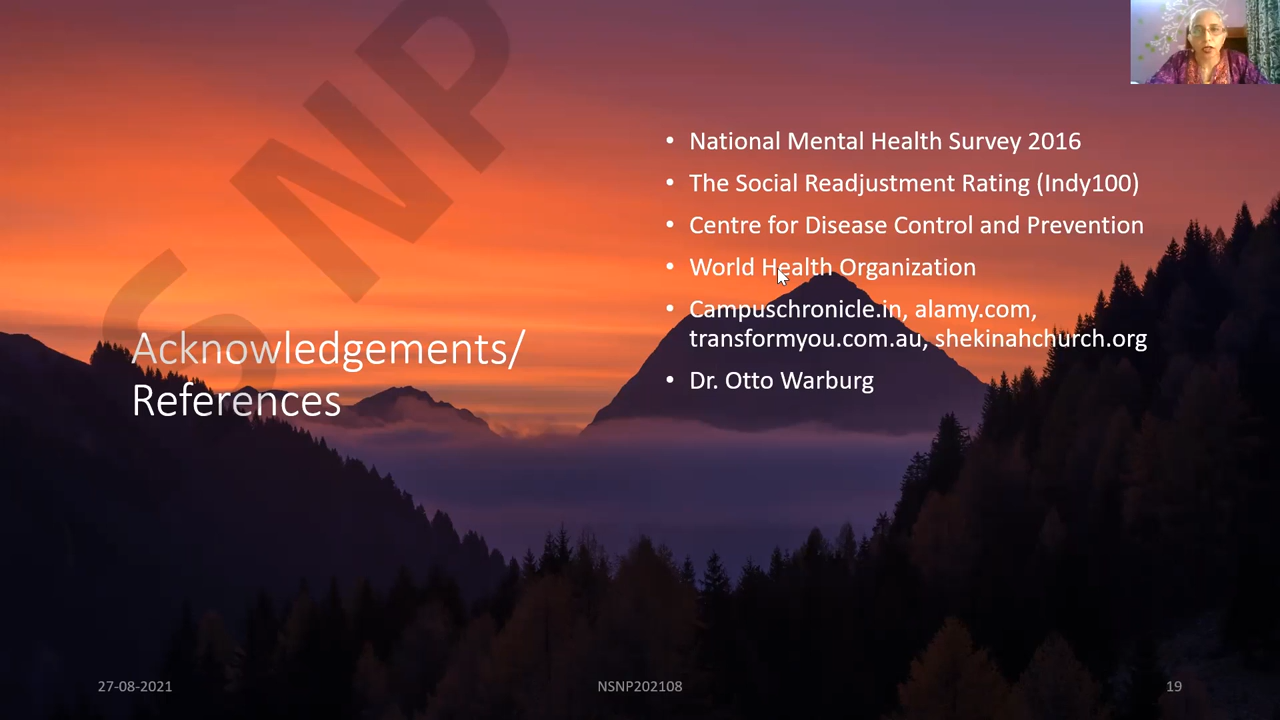 S NP
National Mental Health Survey 2016
The Social Readjustment Rating (Indy100)
Centre for Disease Control and Prevention
World Health Organization
Campuschronicle.in, alamy.com,
transformyou.com.au, shekinahchurch.org
Dr. Otto Warburg
Acknowledgements/
References
27-08-2021
NSNP202108
19